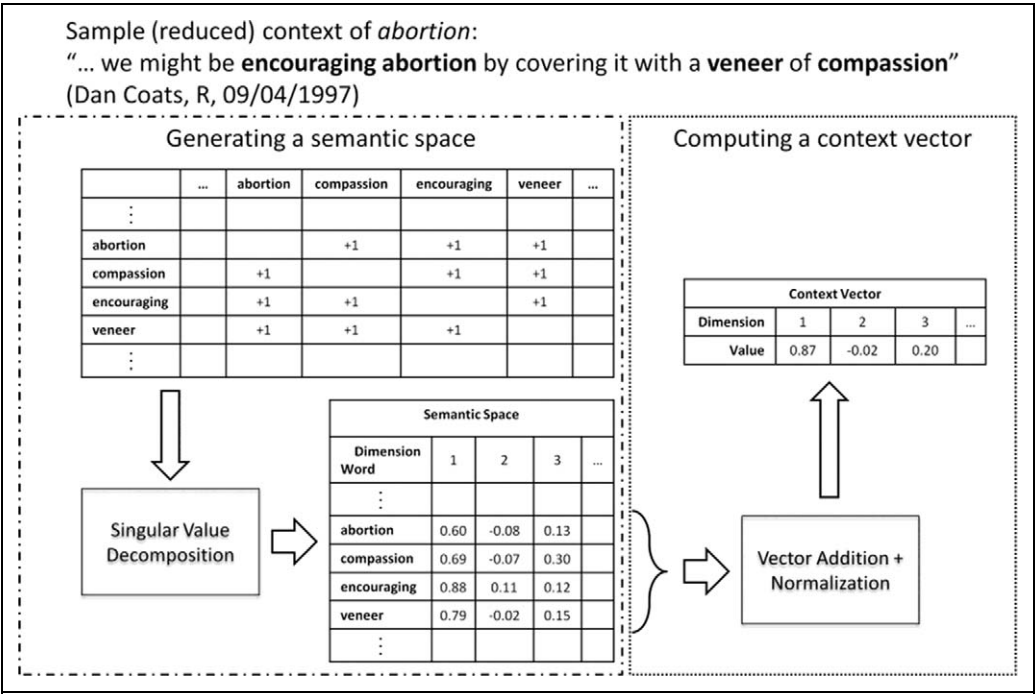 Sample (reduced) context of abortion:
“... we might be encouraging abortion by covering it with a veneer of compassion”
(Dan Coats, R, 09/04/1997)
Generating a semantic space
... abortion compassion encouraging veneer ...
⋮
abortion +1 +1 +1
compassion +1 +1 +1
encouraging +1 +1 +1
veneer +1 +1 +1
⋮
Singular Value
Decomposition
Semantic Space
Dimension
Word 1 2 3 ...
⋮
abortion 0.60 -0.08 0.13
compassion 0.69 -0.07 0.30
encouraging 0.88 0.11 0.12
veneer 0.79 -0.02 0.15
⋮
Computing a context vector
Context Vector
Dimension 1 2 3 ...
Value 0.87 -0.02 0.20
Vector Addition +
Normalization